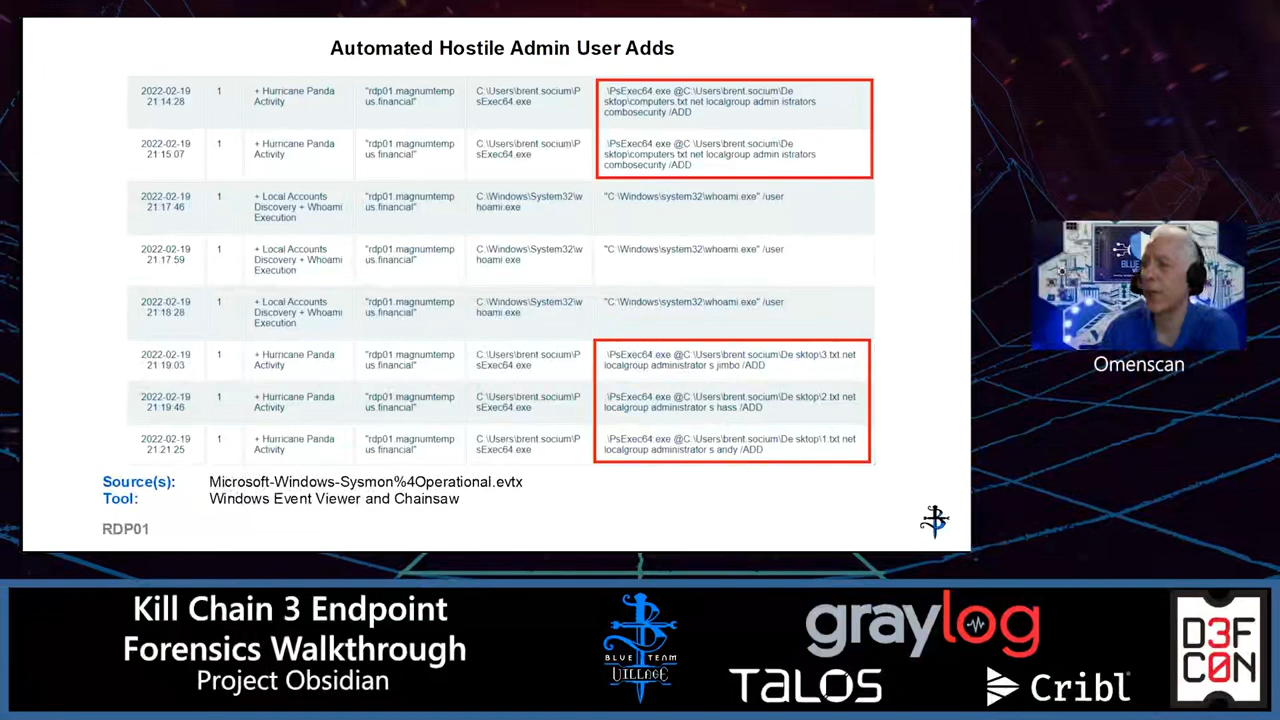 Automated Hostile Admin User Adds
2022-02-19 1 + Hurricane Panda "rdp01.magnumtemp C:\Users\brent.socium\P .\PsExec64 exe @C:\Users\brent.socium\De
21:14:28 Activity us.financial" sExec64.exe sktop\computers.txt net localgroup admin istrators
combosecurity /ADD
2022-02-19 1 + Hurricane Panda "rdp01.magnumtemp C:\Users\brent.socium\P .\PsExec64 exe @C:\Users\brent.socium\De
21:15 07 Activity us.financial" sExec64.exe sktop\computers txt net localgroup admin istrators
combosecurity /ADD
2022-02-19 1 + Local Accounts "rdp01.magnumtemp C:\Windows\System32\w "C:\Windows\system32\whoami.exe" /user
21:17 46 Discovery + Whoami us.financial" hoami.exe
Execution
2022-02-19 1 + Local Accounts "rdp01.magnumtemp C:\Windows\System32\w "C:\Windows\system32\whoami.exe" /user
21:17:59 Discovery + Whoami us.financial" hoami exe
Execution
2022-02-19 1 + Local Accounts "rdp01.magnumtemp C:\Windows\System32\w "C:\Windows\system32\whoami.exe" /user
21:18:28 Discovery + Whoami us.financial" hoami.exe
Execution
2022-02-19 1 + Hurricane Panda "rdp01.magnumtemp C:\Users\brent.socium\P .\PsExec64 exe @C:\Users\brent.socium\De sktop\3 txt net
21:19:03 Activity us.financial" sExec64.exe localgroup administrator s jimbo /ADD
2022-02-19 1 + Hurricane Panda "rdp01.magnumtemp C:\Users\brent.socium\P .\PsExec64 exe @C:\Users\brent.socium\De sktop\2.txt net
21:19:46 Activity us.financial" sExec64.exe localgroup administrator s hass /ADD
2022-02-19 1 + Hurricane Panda "rdp01.magnumtemp C:\Users\brent.socium\P .\PsExec64 exe @C:\Users\brent.socium\De sktop\1.txt net
21:21:25 Activity us.financial" sExec64.exe localgroup administrator s andy /ADD
Source(s): Microsoft-Windows-Sysmon%4Operational.evtx
Tool: Windows Event Viewer and Chainsaw
RDP01
Omenscan
Kill Chain 3 Endpoint
Forensics Walkthrough
Project Obsidian
BLUE TEAM
VILLAGE
graylog
TALOS
Cribl
D3F
C0N